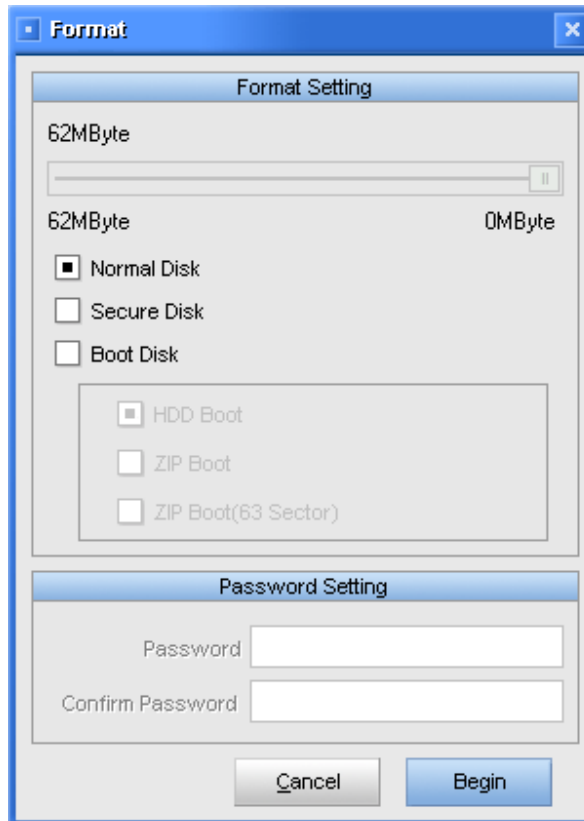 Format
Format Setting
62MByte
62MByte 0MByte
Normal Disk
Secure Disk
Boot Disk
HDD Boot
ZIP Boot
ZIP Boot(63 Sector)
Password Setting
Password
Confirm Password
Cancel Begin